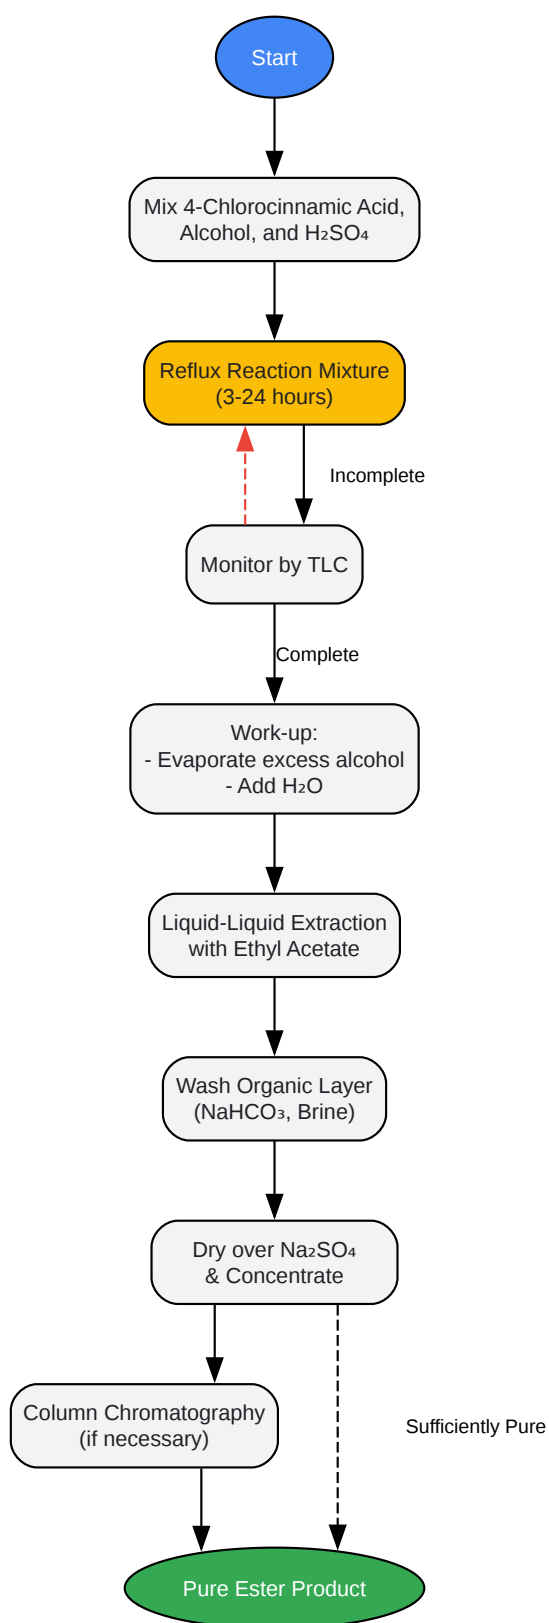 Start
Mix 4-Chlorocinnamic Acid,
Alcohol, and H₂SO₄
Reflux Reaction Mixture
(3-24 hours)
Incomplete
Monitor by TLC
Complete
Work-up:
- Evaporate excess alcohol
- Add H₂O
Liquid-Liquid Extraction
with Ethyl Acetate
Wash Organic Layer
(NaHCO₃, Brine)
Dry over Na₂SO₄
& Concentrate
Column Chromatography
(if necessary)
Sufficiently Pure
Pure Ester Product